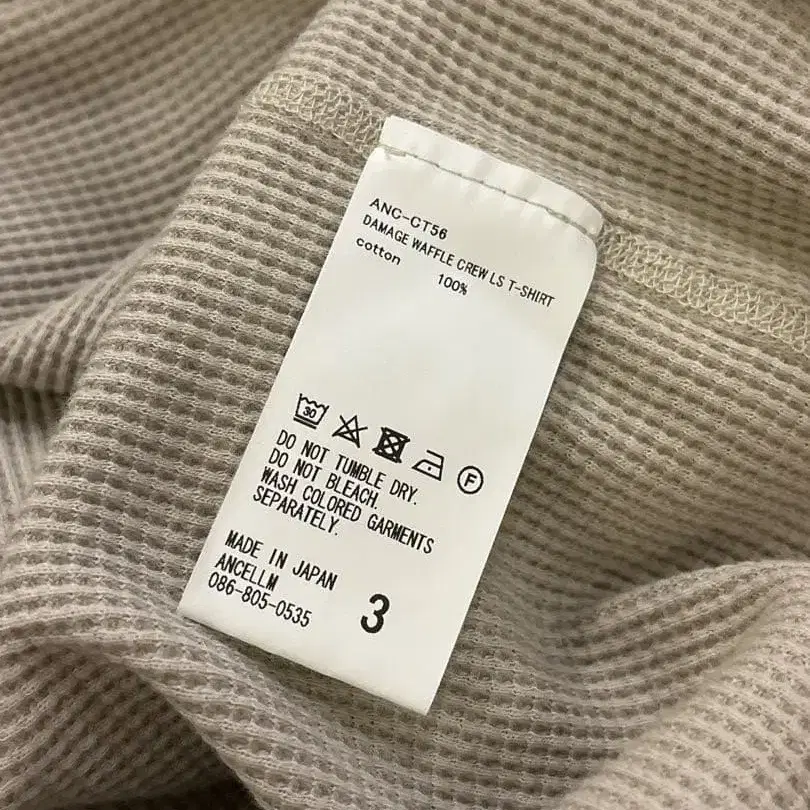 ANC-CT56
DAMAGE WAFFLE CREW LS T-SHIRT
cotton 100%
30 F
DO NOT TUMBLE DRY.
DO NOT BLEACH.
WASH COLORED GARMENTS
SEPARATELY.
MADE IN JAPAN
ANCELLM
086-805-0535
3